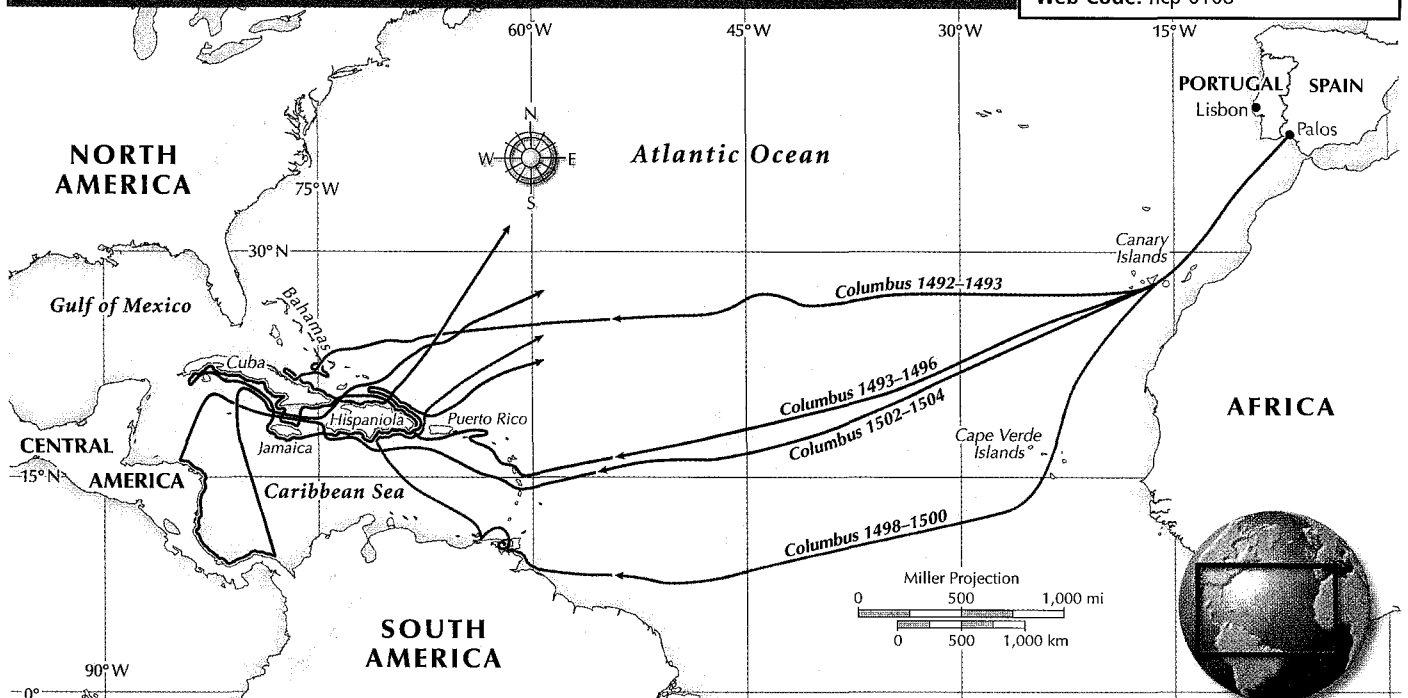 60°W
45°W
30°W
15°W
PORTUGAL
SPAIN
Lisbon
Palos
N
W
E
S
Atlantic Ocean
NORTH
AMERICA
75°W
30°N
Canary
Islands
Columbus 1492–1493
Gulf of Mexico
Bahamas
Cuba
Columbus 1493–1496
Columbus 1502–1504
Hispaniola
Puerto Rico
Jamaica
AFRICA
Cape Verde
Islands
CENTRAL
AMERICA
15°N
Caribbean Sea
Columbus 1498–1500
Miller Projection
0 500 1,000 mi
0 500 1,000 km
SOUTH
AMERICA
90°W
0°